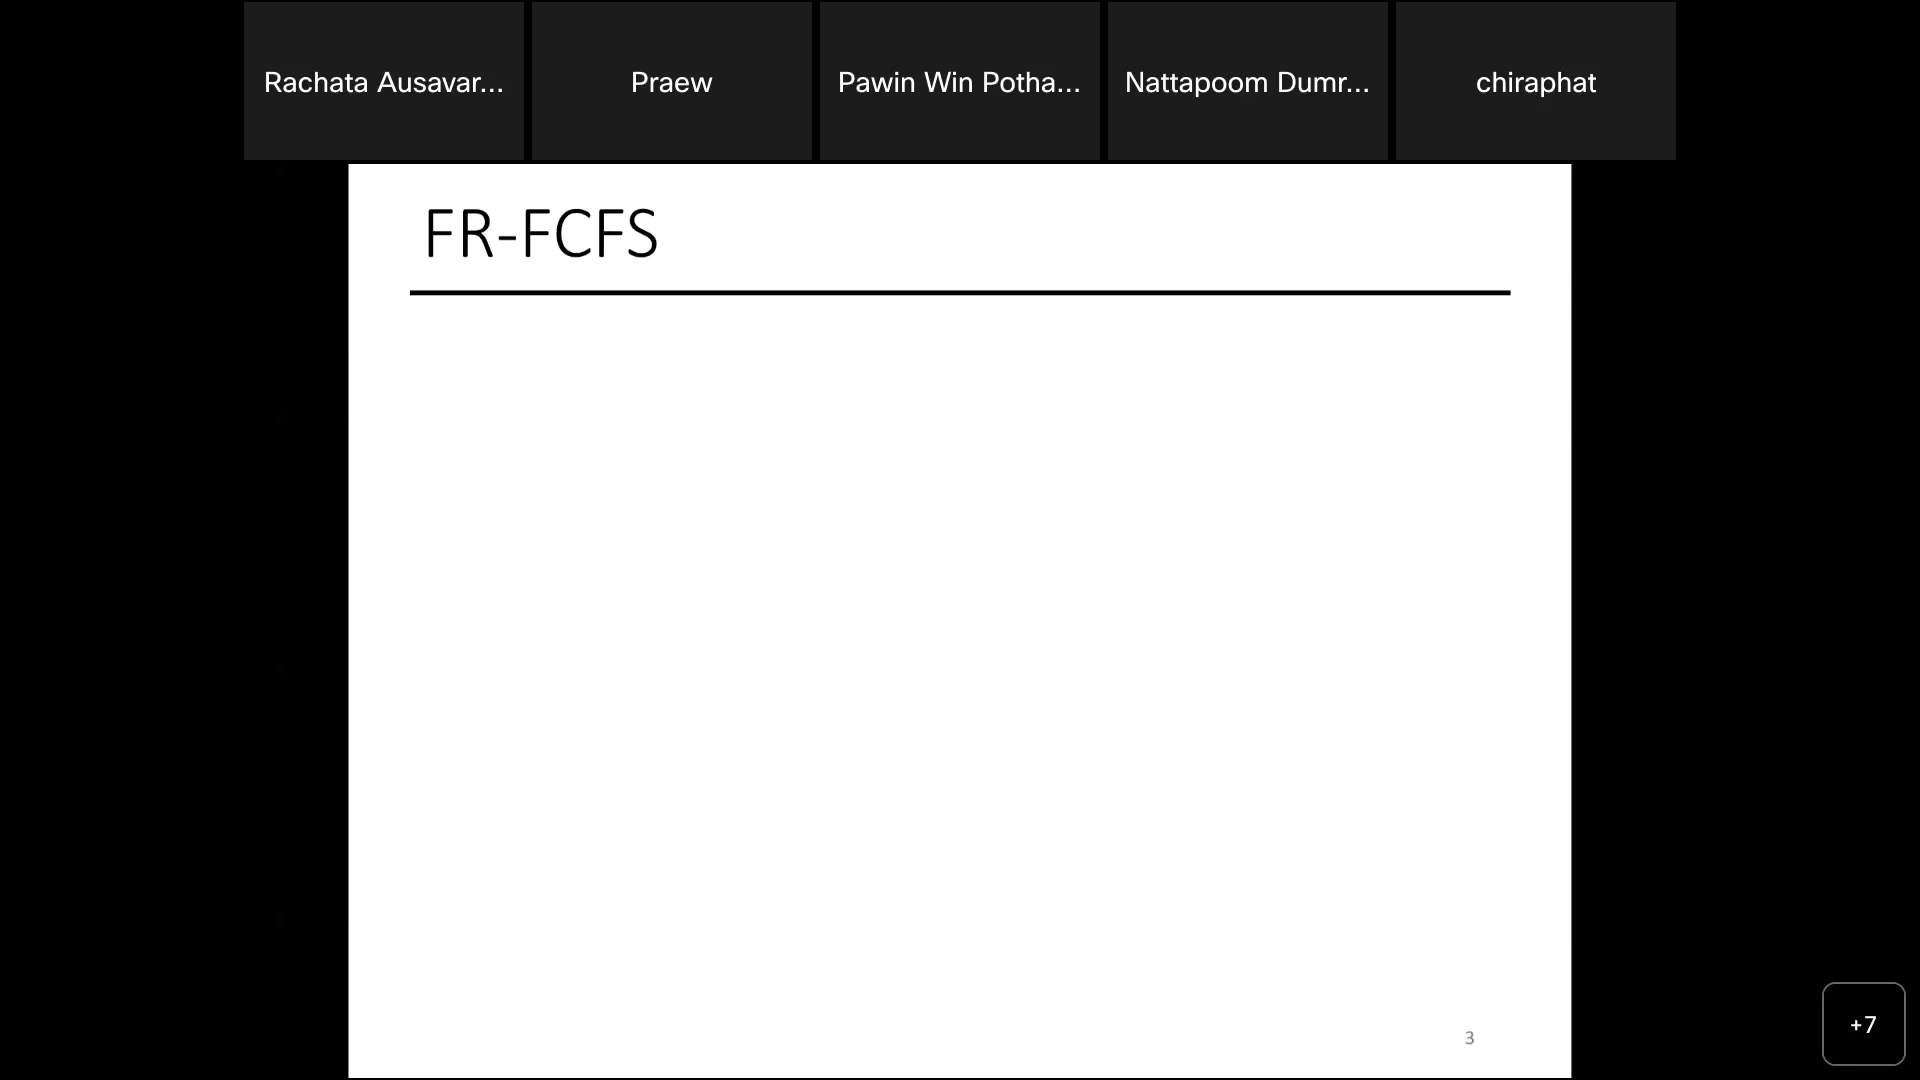 Rachata Ausavar...
Praew
Pawin Win Potha...
Nattapoom Dumr...
chiraphat
FR-FCFS
3
+7